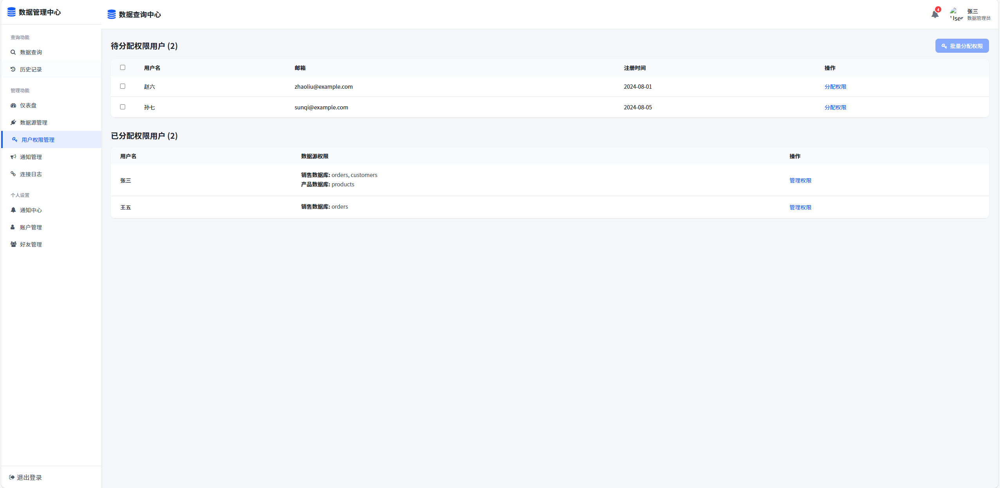 数据管理中心
查询功能
数据查询
历史记录
管理功能
仪表盘
数据源管理
用户权限管理
通知管理
连接日志
个人设置
通知中心
账户管理
好友管理
退出登录
数据查询中心
4
User
张三
数据管理员
待分配权限用户 (2)
批量分配权限
用户名 邮箱 注册时间 操作
赵六 zhaoliu@example.com 2024-08-01 分配权限
孙七 sunqi@example.com 2024-08-05 分配权限
已分配权限用户 (2)
用户名 数据源权限 操作
张三 销售数据库: orders, customers 管理权限
产品数据库: products
王五 销售数据库: orders 管理权限